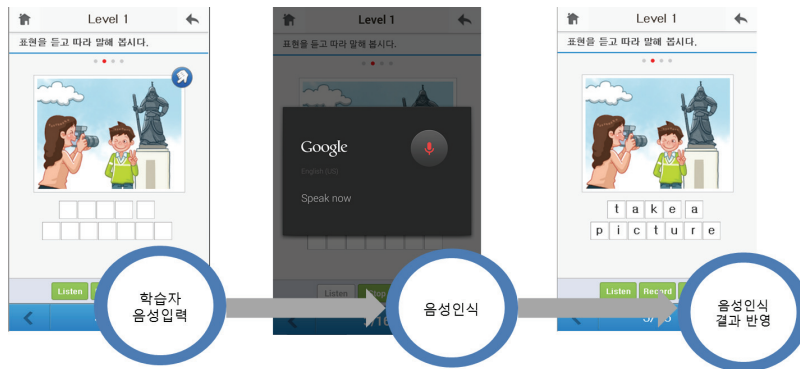 Level 1
표현을 듣고 따라 말해 봅시다.
Listen
학습자
음성입력
Level 1
표현을 듣고 따라 말해 봅시다.
Google
English (US)
Speak now
Listen
Stop
음성인식
Level 1
표현을 듣고 따라 말해 봅시다.
t a k e a
p i c t u r e
Listen Record
음성인식
결과 반영